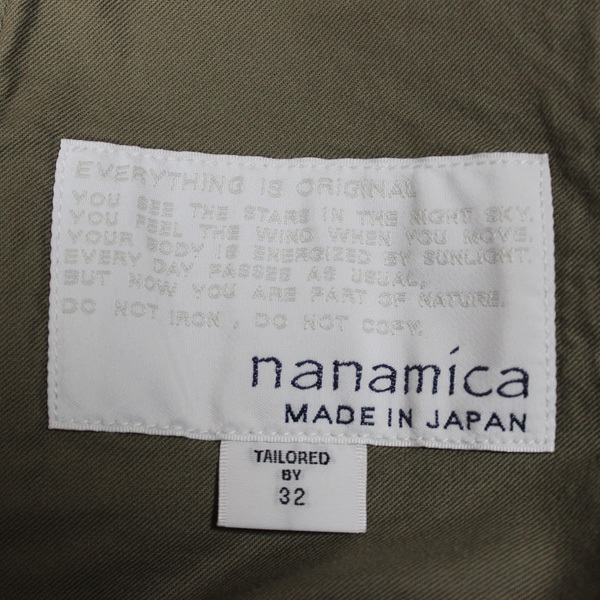 EVERYTHING IS ORIGINAL
YOU SEE THE STARS IN THE NIGHT SKY.
YOU FEEL THE WIND WHEN YOU MOVE.
YOUR BODY IS ENERGIZED BY SUNLIGHT.
EVERY DAY PASSES AS USUAL,
BUT NOW YOU ARE PART OF NATURE.
DO NOT IRON, DO NOT COPY.
nanamica
MADE IN JAPAN
TAILORED
BY
32